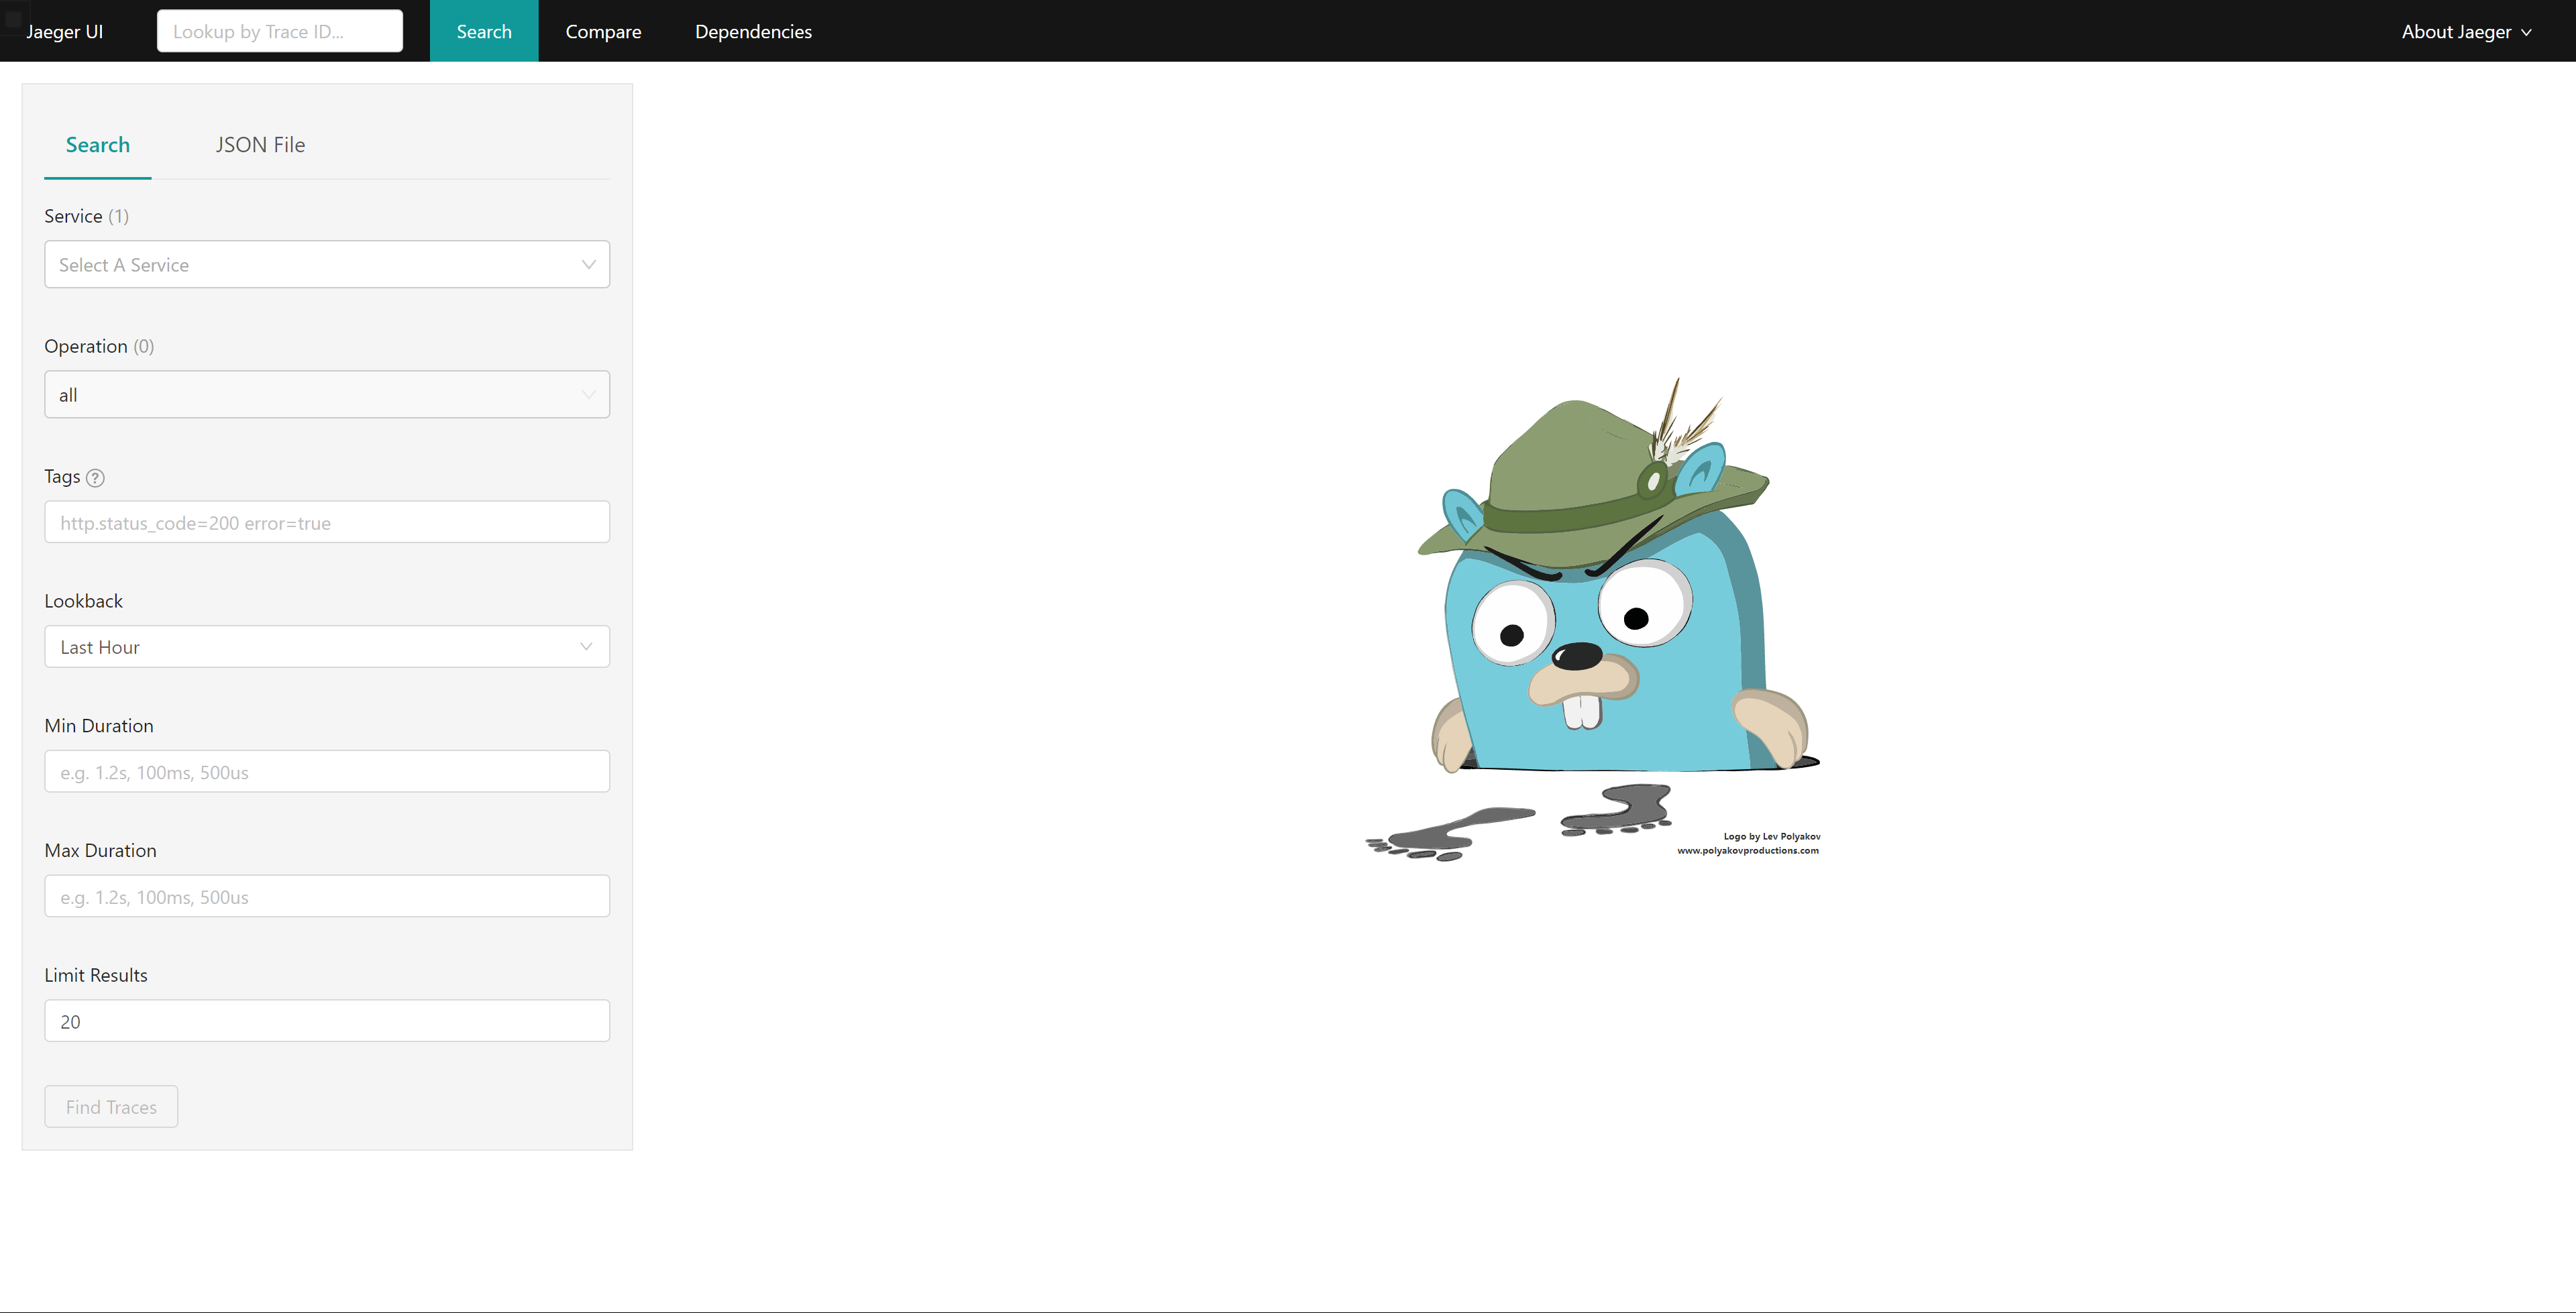 Jaeger UI
Lookup by Trace ID...
Search
Compare
Dependencies
About Jaeger
Search
JSON File
Service (1)
Select A Service
Operation (0)
all
Tags ?
http.status_code=200 error=true
Lookback
Last Hour
Min Duration
e.g. 1.2s, 100ms, 500us
Max Duration
e.g. 1.2s, 100ms, 500us
Limit Results
20
Find Traces
Logo by Lev Polyakov
www.polyakovproductions.com